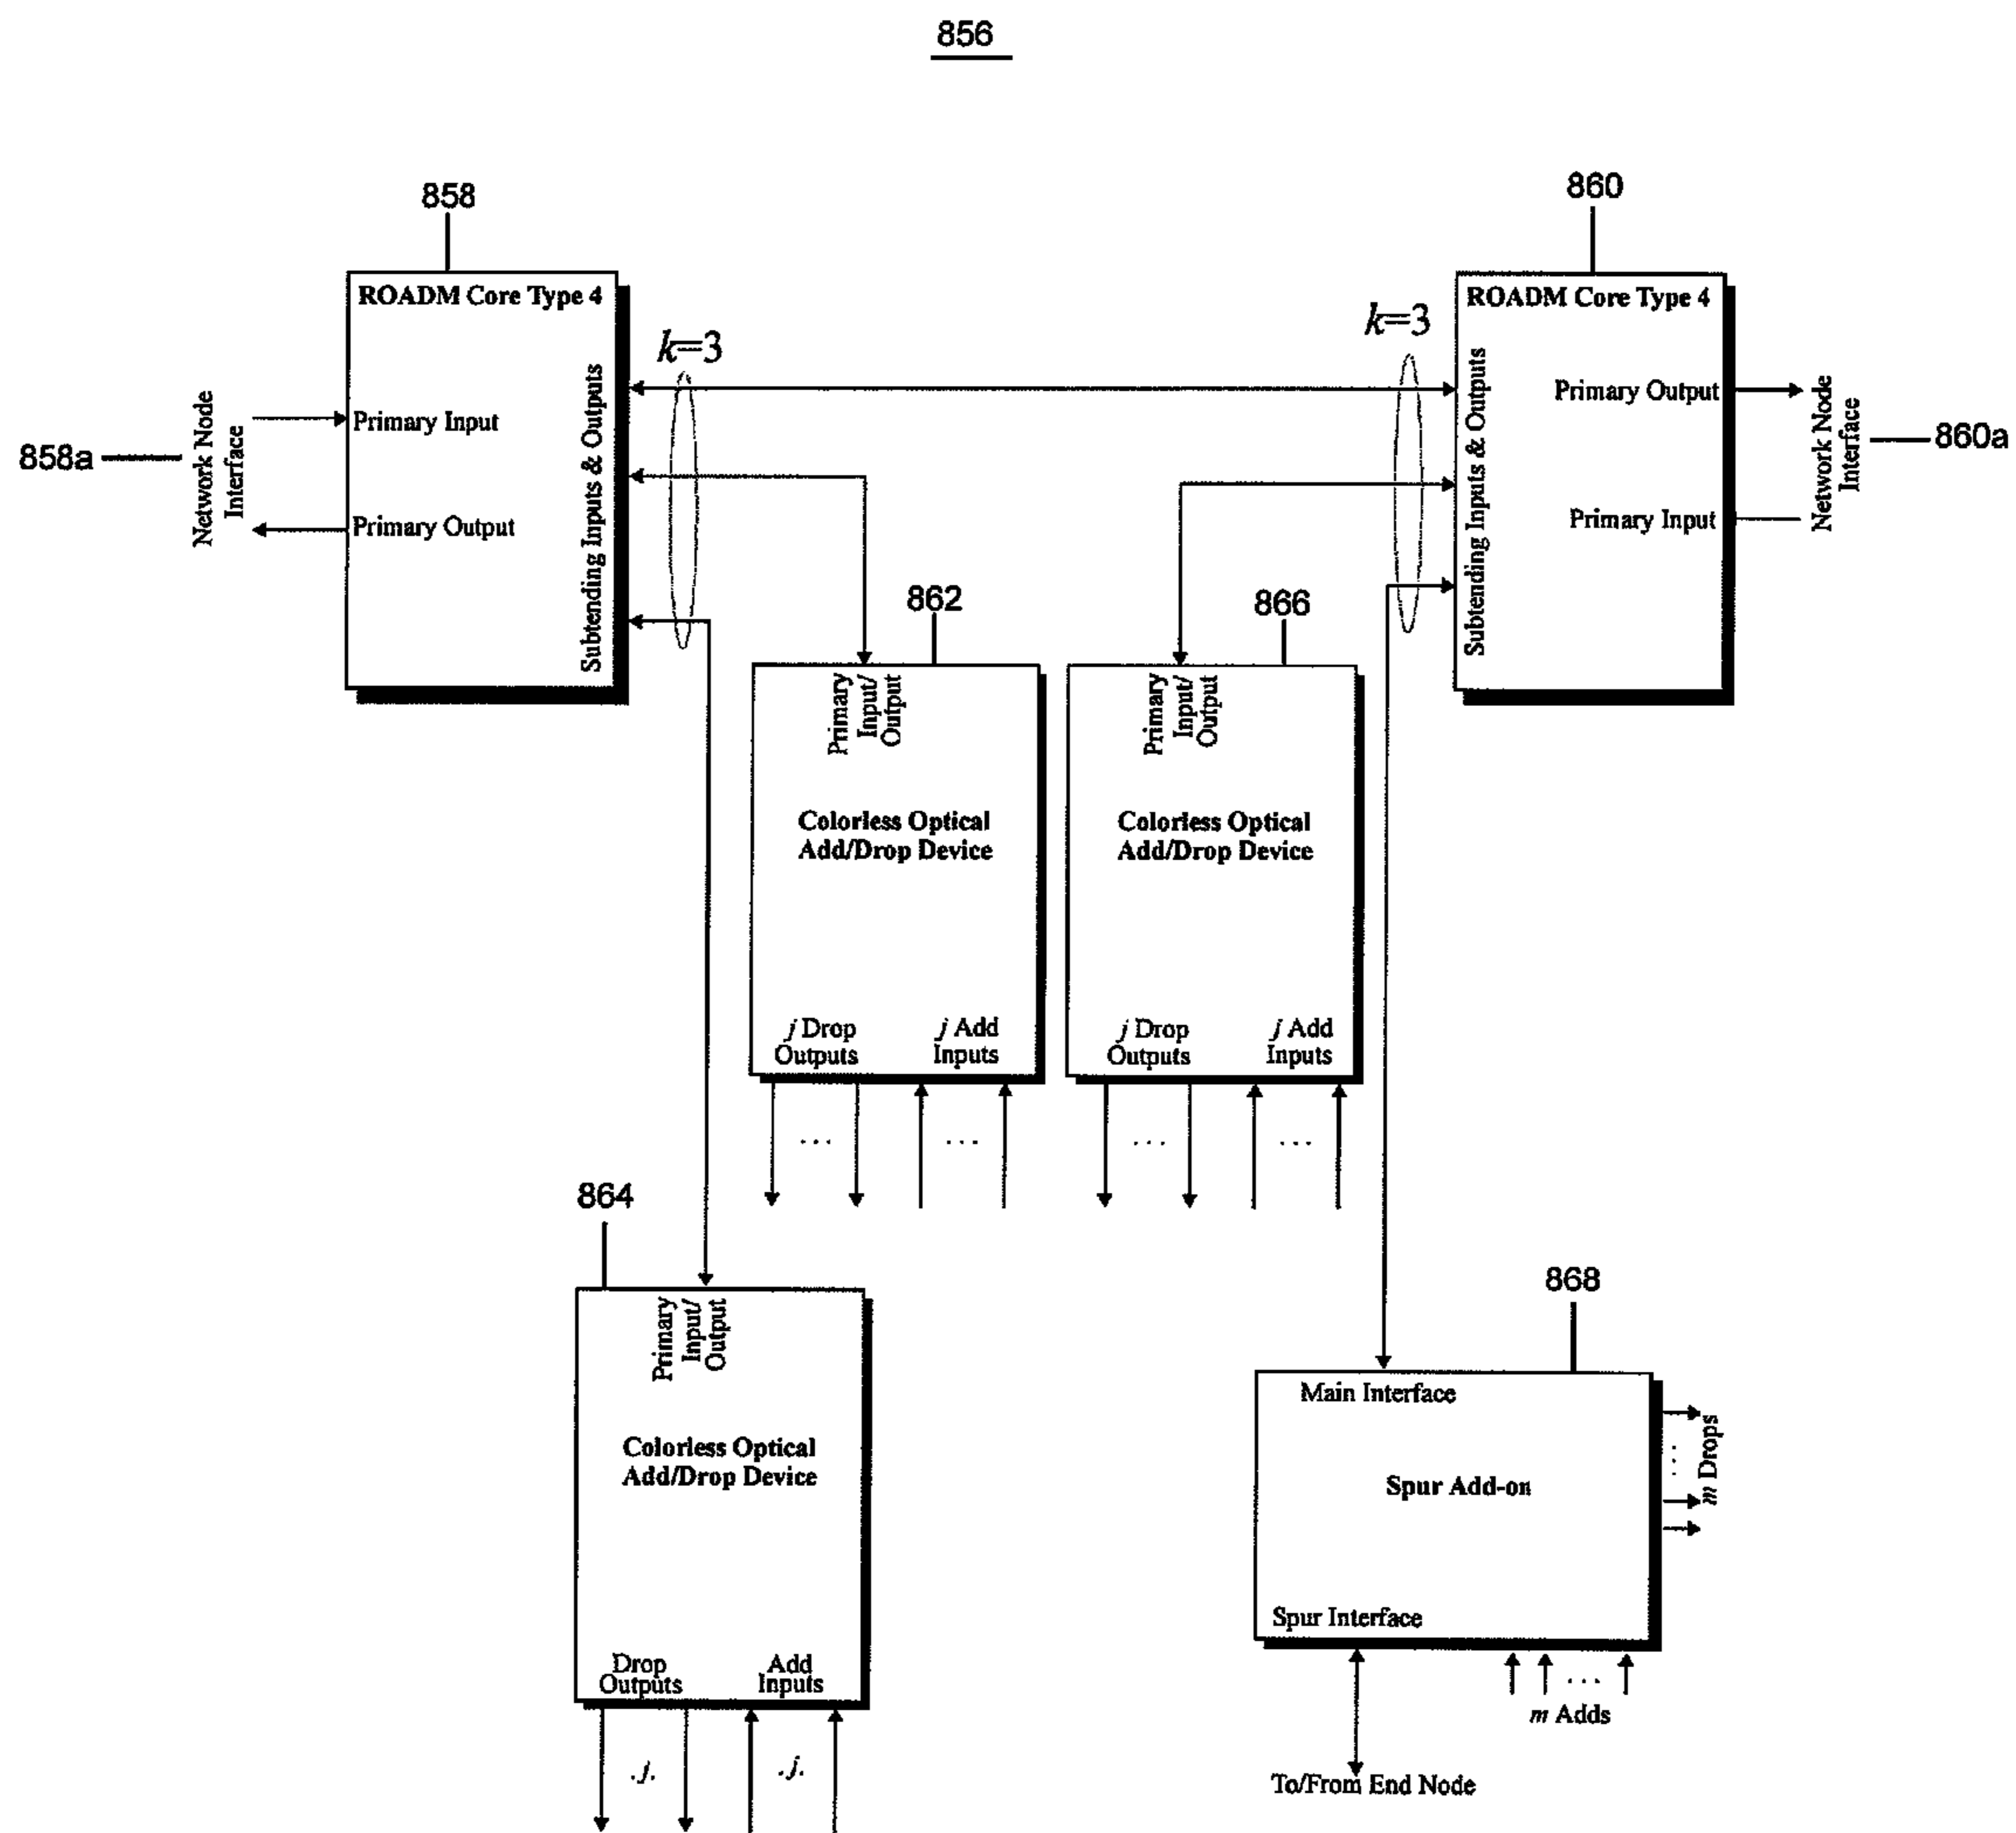 856
858
860
ROADM Core Type 4
ROADM Core Type 4
k=3
k=3
858a
Network Node
Interface
Primary Input
Primary Output
Subtending Inputs & Outputs
Subtending Inputs & Outputs
Primary Output
Primary Input
Network Node
Interface
860a
862
866
Primary
Input/
Output
Primary
Input/
Output
Colorless Optical
Add/Drop Device
Colorless Optical
Add/Drop Device
j Drop
Outputs
j Add
Inputs
j Drop
Outputs
j Add
Inputs
...
...
...
...
864
868
Primary
Input/
Output
Main Interface
Colorless Optical
Add/Drop Device
Spur Add-on
m Drops
...
Spur Interface
Drop
Outputs
Add
Inputs
...
m Adds
.j.
.j.
To/From End Node